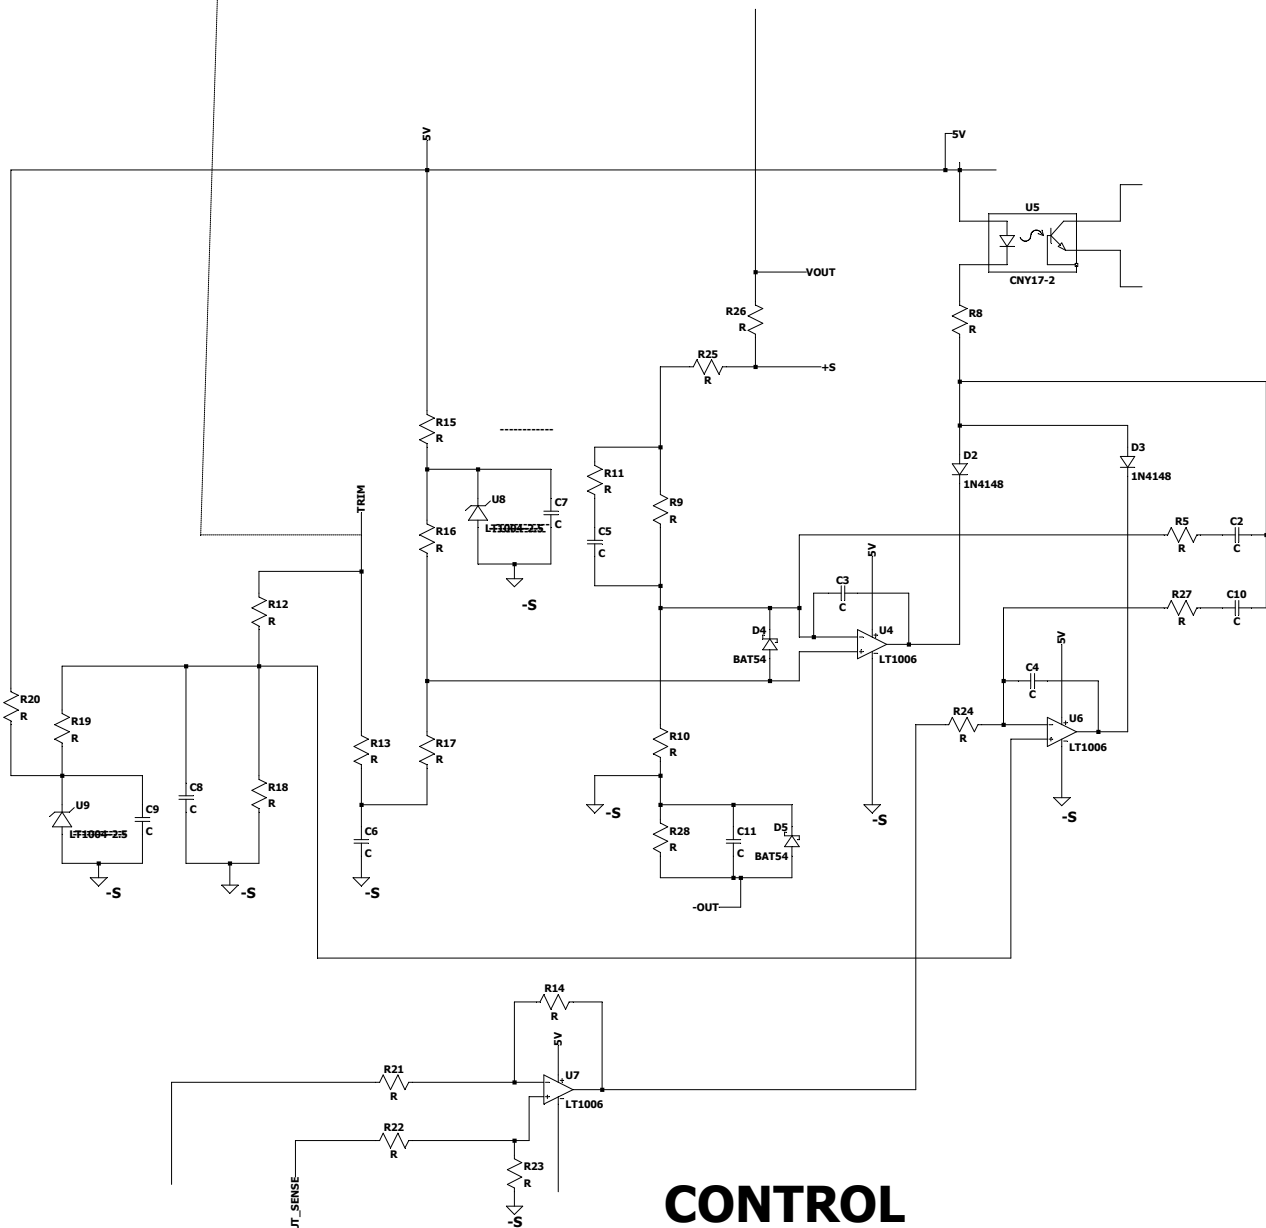 5V
5V
U5
CNY17-2
VOUT
R26
R
R8
R
R25
R
+S
R15
R
------------
D2
1N4148
D3
1N4148
TRIM
U8
LT1004-2.5
C7
C
R11
R
R9
R
R16
R
C5
C
R5
R
C2
C
-S
5V
C3
C
R27
R
C10
C
R12
R
D4
BAT54
U4
LT1006
5V
C4
C
R20
R
R19
R
R24
R
U6
LT1006
R13
R
R17
R
R10
R
C8
C
R18
R
U9
LT1004-2.5
C9
C
-S
-S
-S
C6
C
R28
R
C11
C
D5
BAT54
-S
-S
-S
-OUT
R14
R
5V
R21
R
U7
LT1006
R22
R
R23
R
JT_SENSE
-S
CONTROL